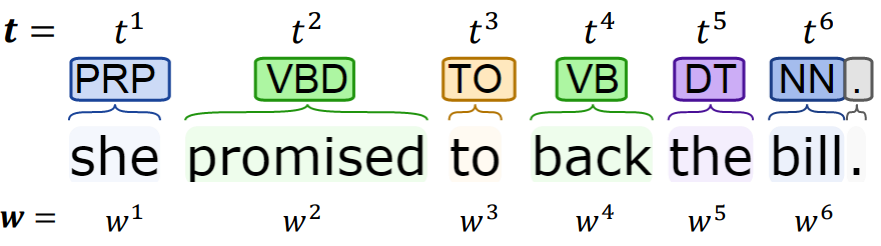 t = t¹ t² t³ t⁴ t⁵ t⁶
PRP VBD TO VB DT NN .
she promised to back the bill.
w = w¹ w² w³ w⁴ w⁵ w⁶